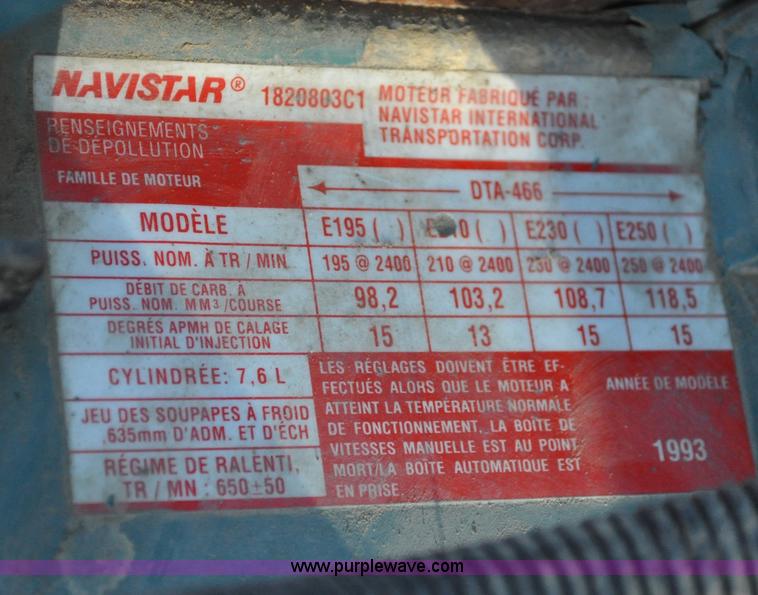 NAVISTAR® 1820803C1
MOTEUR FABRIQUÉ PAR :
NAVISTAR INTERNATIONAL
TRANSPORTATION CORP.
RENSEIGNEMENTS
DE DÉPOLLUTION
FAMILLE DE MOTEUR DTA-466
MODÈLE E195 ( ) E210 ( ) E230 ( ) E250 ( )
PUISS. NOM. À TR / MIN 195 @ 2400 210 @ 2400 230 @ 2400 250 @ 2400
DÉBIT DE CARB. À
PUISS. NOM. MM³ /COURSE 98,2 103,2 108,7 118,5
DEGRÉS APMH DE CALAGE
INITIAL D'INJECTION 15 13 15 15
CYLINDRÉE: 7,6 L
JEU DES SOUPAPES À FROID
.635mm D'ADM. ET D'ÉCH
RÉGIME DE RALENTI,
TR / MN : 650±50
LES RÉGLAGES DOIVENT ÊTRE EF-
FECTUÉS ALORS QUE LE MOTEUR A
ATTEINT LA TEMPÉRATURE NORMALE
DE FONCTIONNEMENT. LA BOÎTE DE
VITESSES MANUELLE EST AU POINT
MORT/LA BOÎTE AUTOMATIQUE EST
EN PRISE.
ANNÉE DE MODÈLE
1993
www.purplewave.com